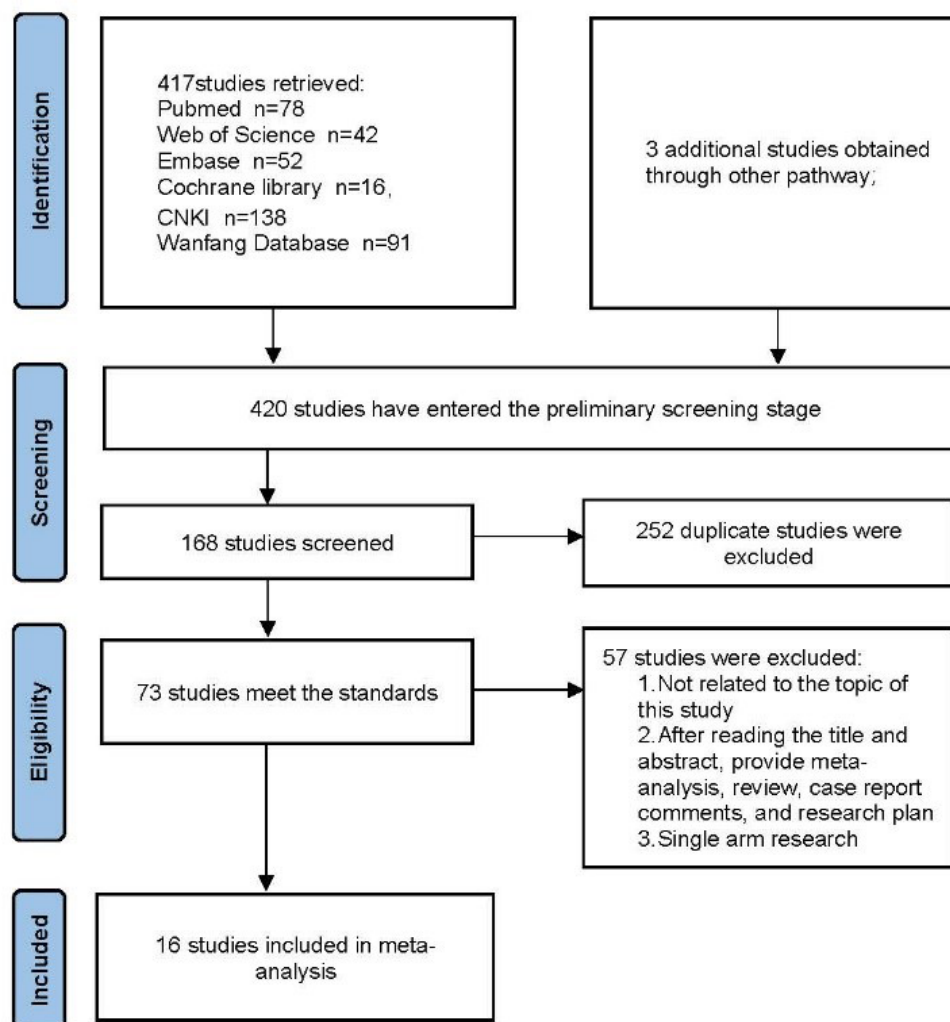 Identification
417studies retrieved:
Pubmed n=78
Web of Science n=42
Embase n=52
Cochrane library n=16,
CNKI n=138
Wanfang Database n=91
3 additional studies obtained
through other pathway;
Screening
420 studies have entered the preliminary screening stage
168 studies screened
252 duplicate studies were
excluded
Eligibility
73 studies meet the standards
57 studies were excluded:
1.Not related to the topic of
this study
2.After reading the title and
abstract, provide meta-
analysis, review, case report
comments, and research plan
3.Single arm research
Included
16 studies included in meta-
analysis